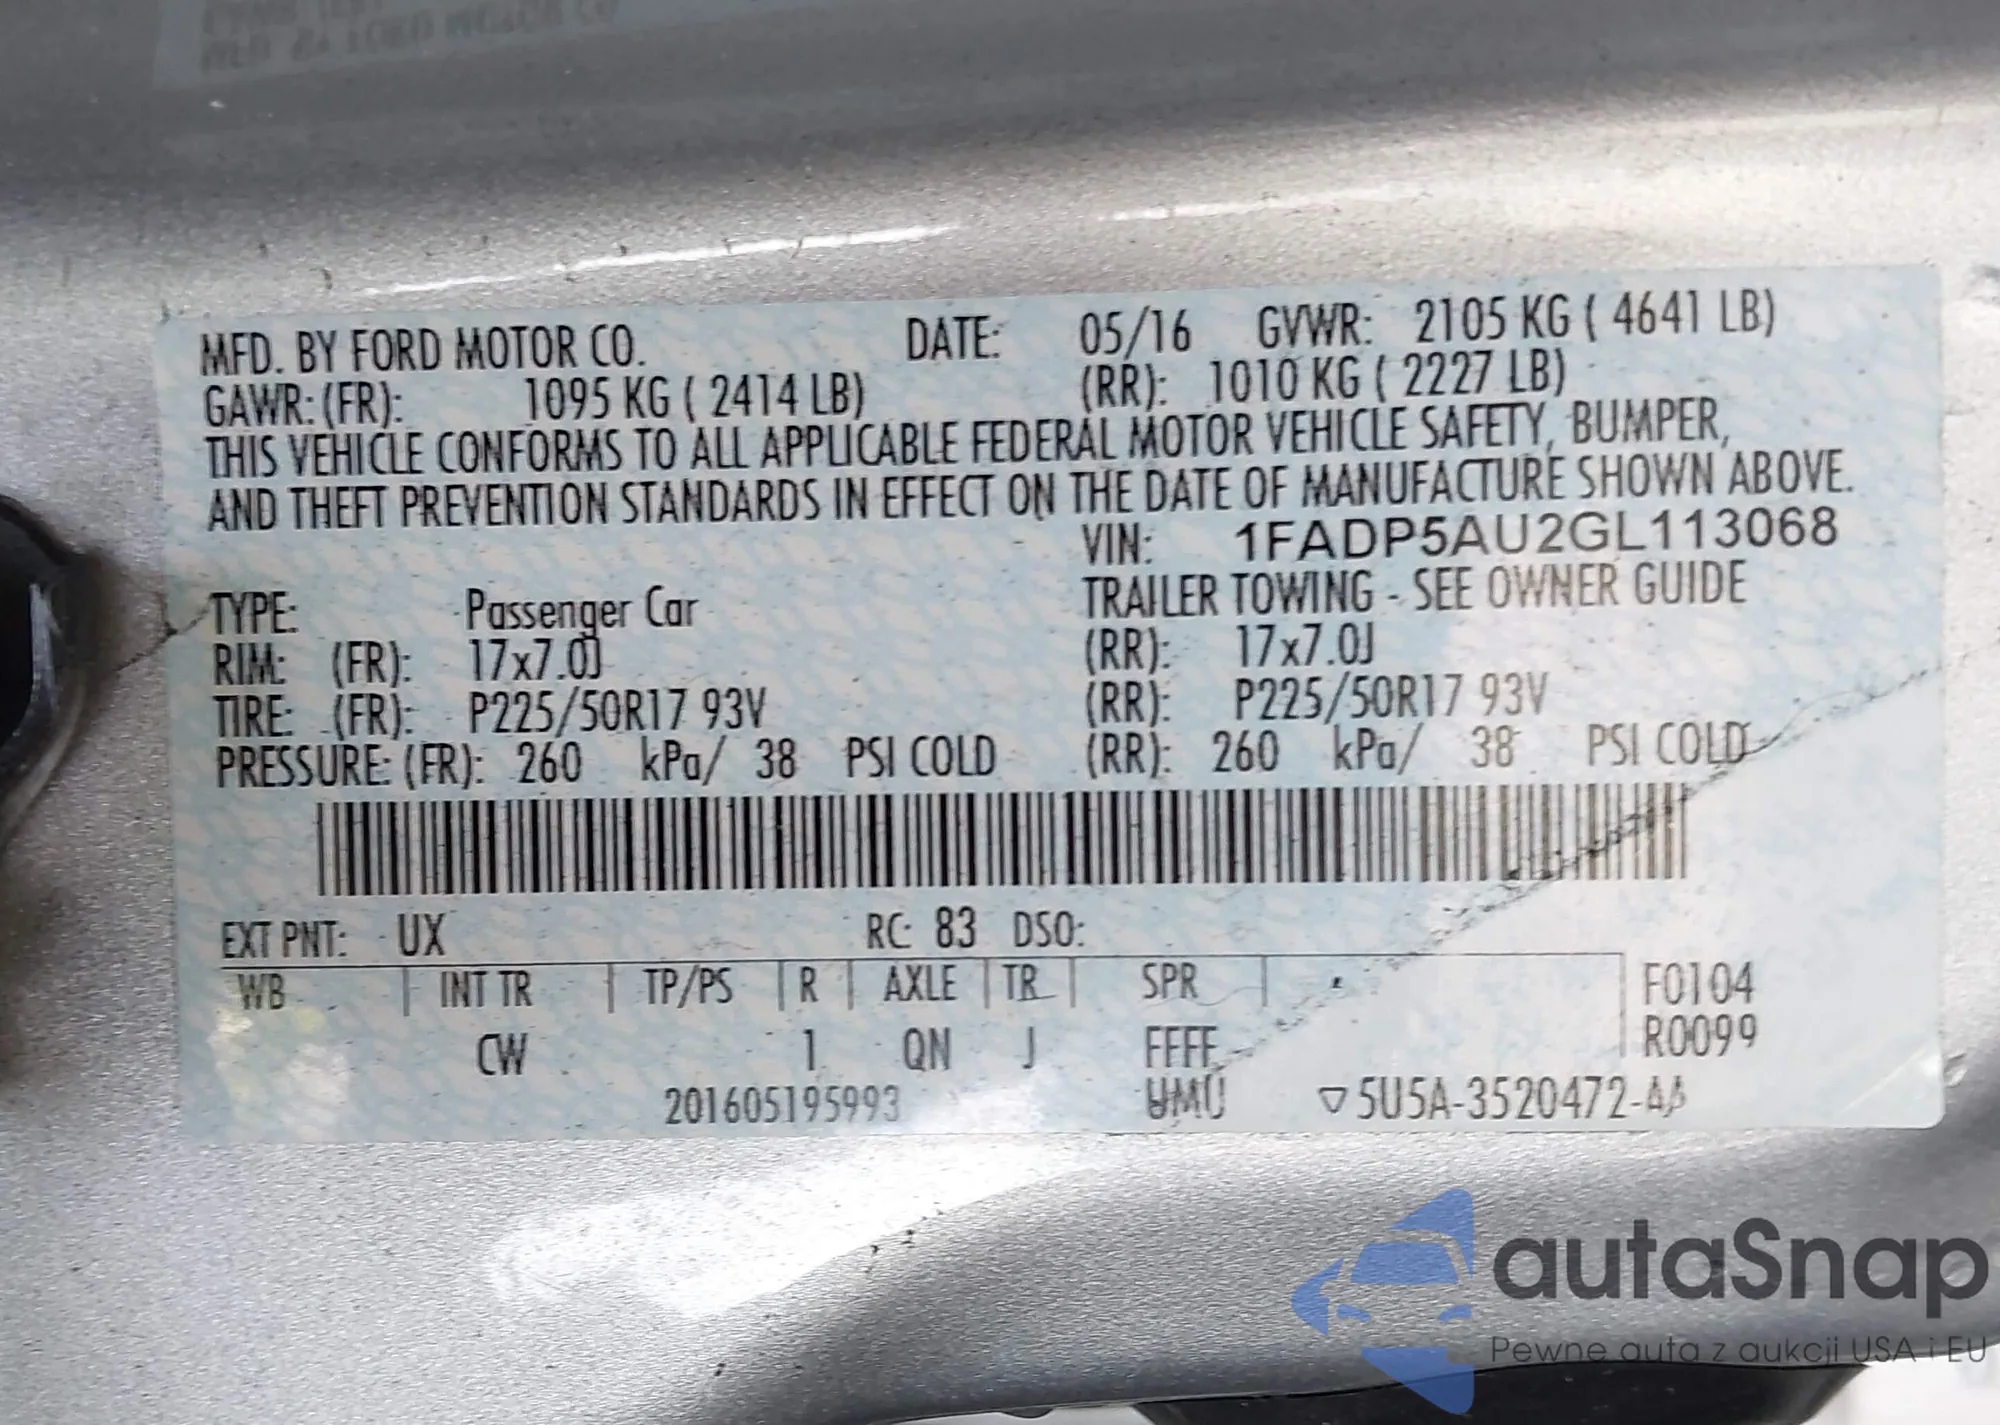 MFD. BY FORD MOTOR CO. DATE: 05/16 GVWR: 2105 KG ( 4641 LB)
GAWR: (FR): 1095 KG ( 2414 LB) (RR): 1010 KG ( 2227 LB)
THIS VEHICLE CONFORMS TO ALL APPLICABLE FEDERAL MOTOR VEHICLE SAFETY, BUMPER,
AND THEFT PREVENTION STANDARDS IN EFFECT ON THE DATE OF MANUFACTURE SHOWN ABOVE.
VIN: 1FADP5AU2GL113068
TYPE: Passenger Car TRAILER TOWING - SEE OWNER GUIDE
RIM: (FR): 17x7.0J (RR): 17x7.0J
TIRE: (FR): P225/50R17 93V (RR): P225/50R17 93V
PRESSURE: (FR): 260 kPa/ 38 PSI COLD (RR): 260 kPa/ 38 PSI COLD
EXT PNT: UX RC: 83 DSO:
WB | INT TR | TP/PS | R | AXLE | TR | SPR | F0104
CW 1 QN J FFFF R0099
201605195993 ▽5U5A-3520472-AA
autaSnap
Pewne auta z aukcji USA i EU